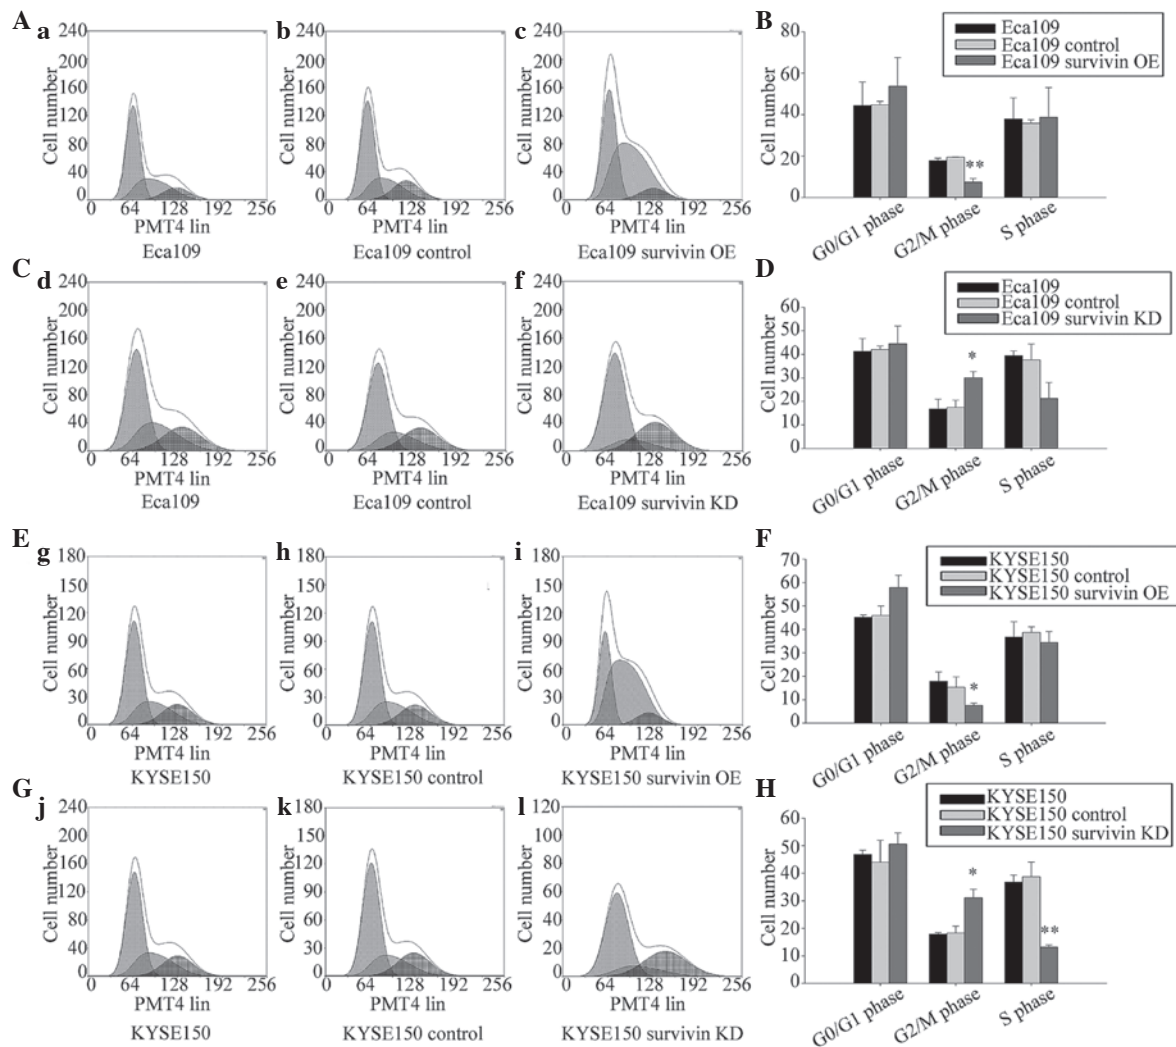 A a b c B
240 200 160 120 80 40 0
Cell number
0 64 128 192 256
PMT4 lin
Eca109
240 200 160 120 80 40 0
Cell number
0 64 128 192 256
PMT4 lin
Eca109 control
240 200 160 120 80 40 0
Cell number
0 64 128 192 256
PMT4 lin
Eca109 survivin OE
Eca109
Eca109 control
Eca109 survivin OE
80 60 40 20 0
Cell number
**
G0/G1 phase
G2/M phase
S phase
C d e f D
240 200 160 120 80 40 0
Cell number
0 64 128 192 256
PMT4 lin
Eca109
240 200 160 120 80 40 0
Cell number
0 64 128 192 256
PMT4 lin
Eca109 control
240 200 160 120 80 40 0
Cell number
0 64 128 192 256
PMT4 lin
Eca109 survivin KD
Eca109
Eca109 control
Eca109 survivin KD
60 50 40 30 20 10 0
Cell number
*
G0/G1 phase
G2/M phase
S phase
E g h i F
180 150 120 90 60 30 0
Cell number
0 64 128 192 256
PMT4 lin
KYSE150
180 150 120 90 60 30 0
Cell number
0 64 128 192 256
PMT4 lin
KYSE150 control
180 150 120 90 60 30 0
Cell number
0 64 128 192 256
PMT4 lin
KYSE150 survivin OE
KYSE150
KYSE150 control
KYSE150 survivin OE
70 60 50 40 30 20 10 0
Cell number
*
G0/G1 phase
G2/M phase
S phase
G j k l H
240 200 160 120 80 40 0
Cell number
0 64 128 192 256
PMT4 lin
KYSE150
180 150 120 90 60 30 0
Cell number
0 64 128 192 256
PMT4 lin
KYSE150 control
120 100 80 60 40 20 0
Cell number
0 64 128 192 256
PMT4 lin
KYSE150 survivin KD
KYSE150
KYSE150 control
KYSE150 survivin KD
60 50 40 30 20 10 0
Cell number
*
**
G0/G1 phase
G2/M phase
S phase